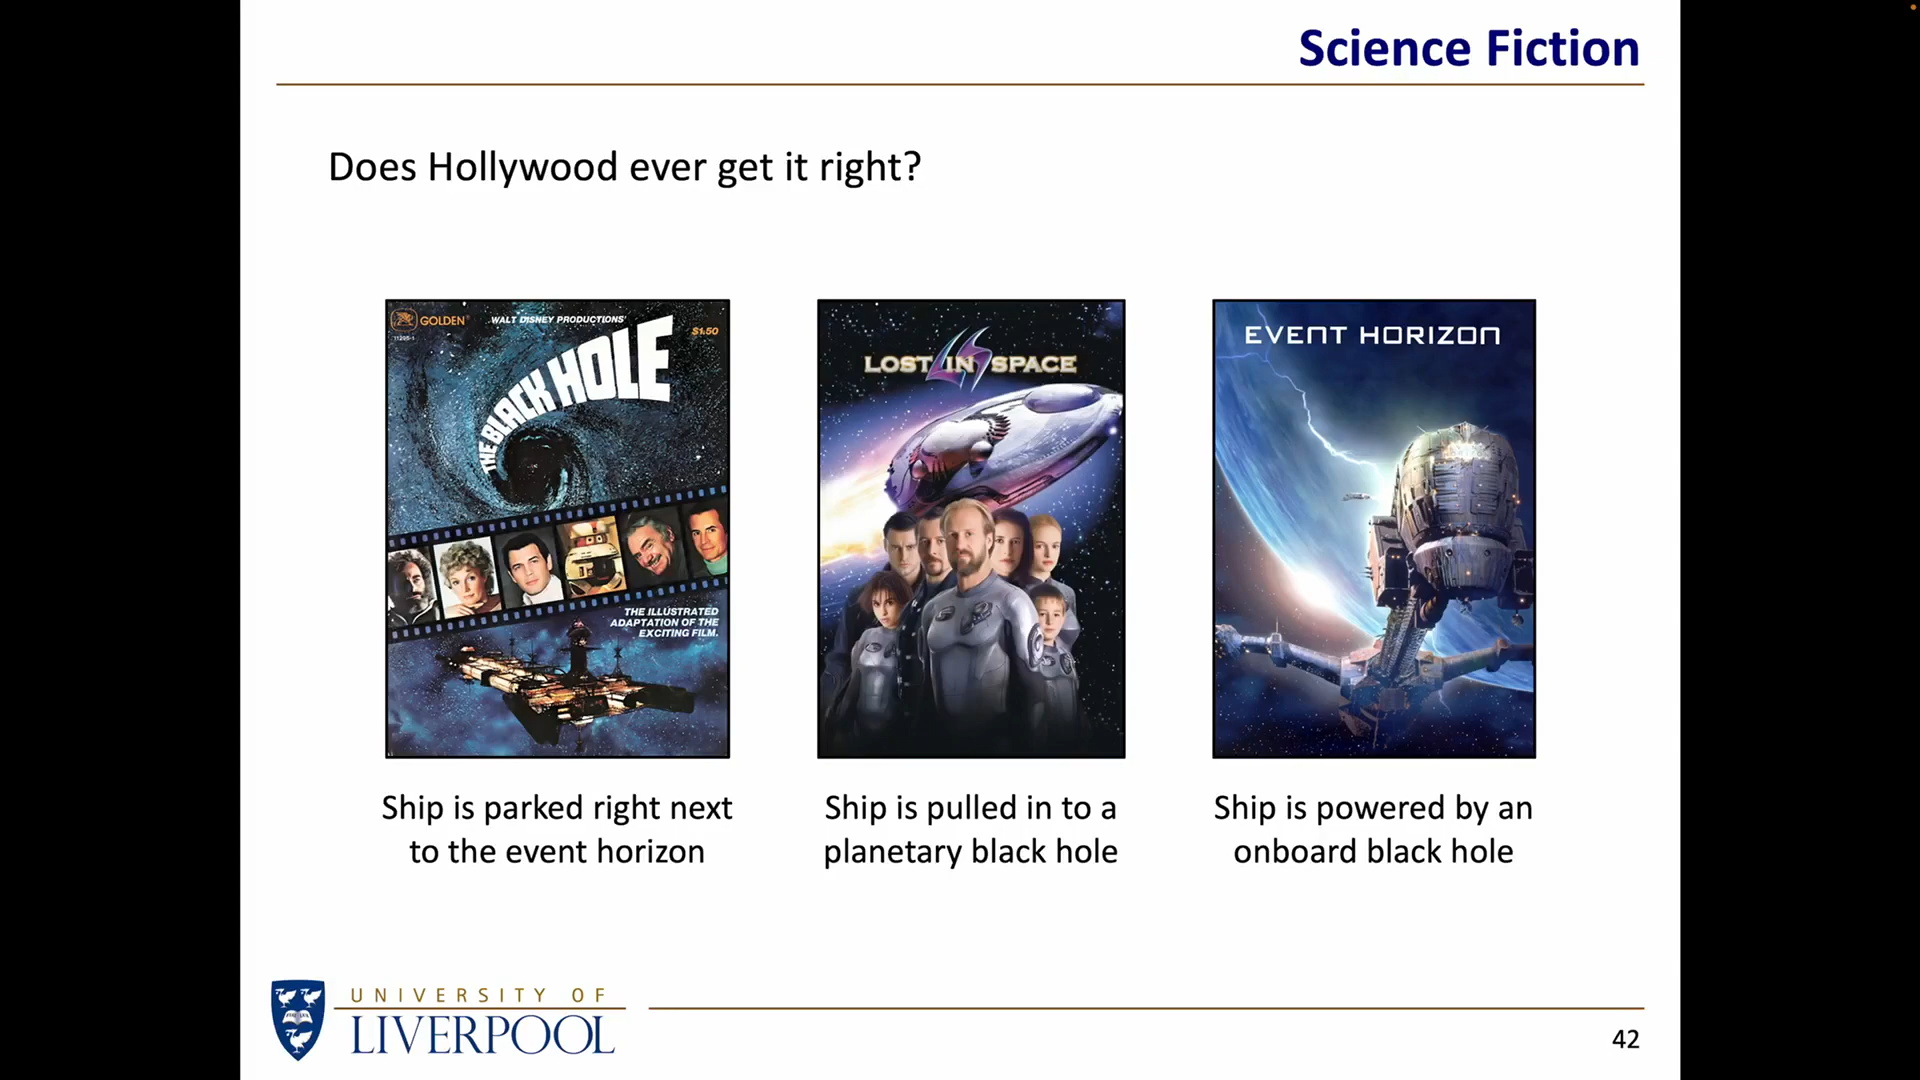 Science Fiction
Does Hollywood ever get it right?
GOLDEN
WALT DISNEY PRODUCTIONS'
$1.50
11295-1
THE BLACK HOLE
THE ILLUSTRATED
ADAPTATION OF THE
EXCITING FILM.
LOST IN SPACE
EVENT HORIZON
Ship is parked right next
to the event horizon
Ship is pulled in to a
planetary black hole
Ship is powered by an
onboard black hole
UNIVERSITY OF
LIVERPOOL
42